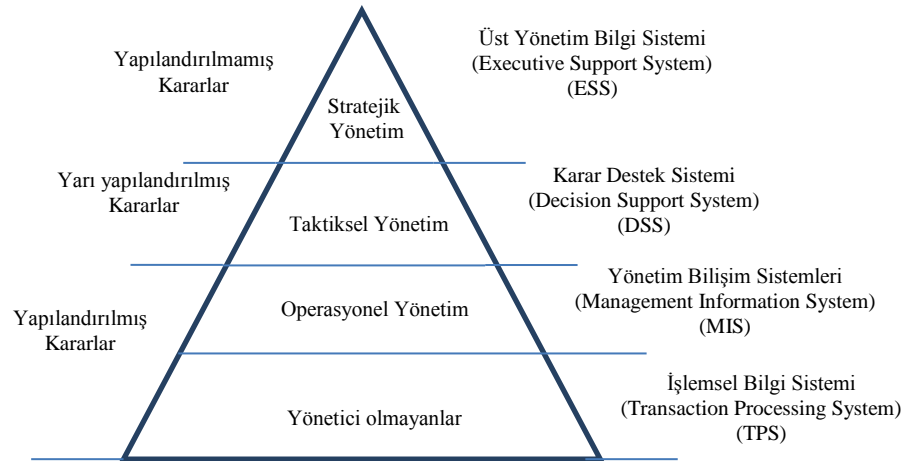 Yapılandırılmamış
Kararlar
Stratejik
Yönetim
Üst Yönetim Bilgi Sistemi
(Executive Support System)
(ESS)
Yarı yapılandırılmış
Kararlar
Taktiksel Yönetim
Karar Destek Sistemi
(Decision Support System)
(DSS)
Yapılandırılmış
Kararlar
Operasyonel Yönetim
Yönetim Bilişim Sistemleri
(Management Information System)
(MIS)
Yönetici olmayanlar
İşlemsel Bilgi Sistemi
(Transaction Processing System)
(TPS)